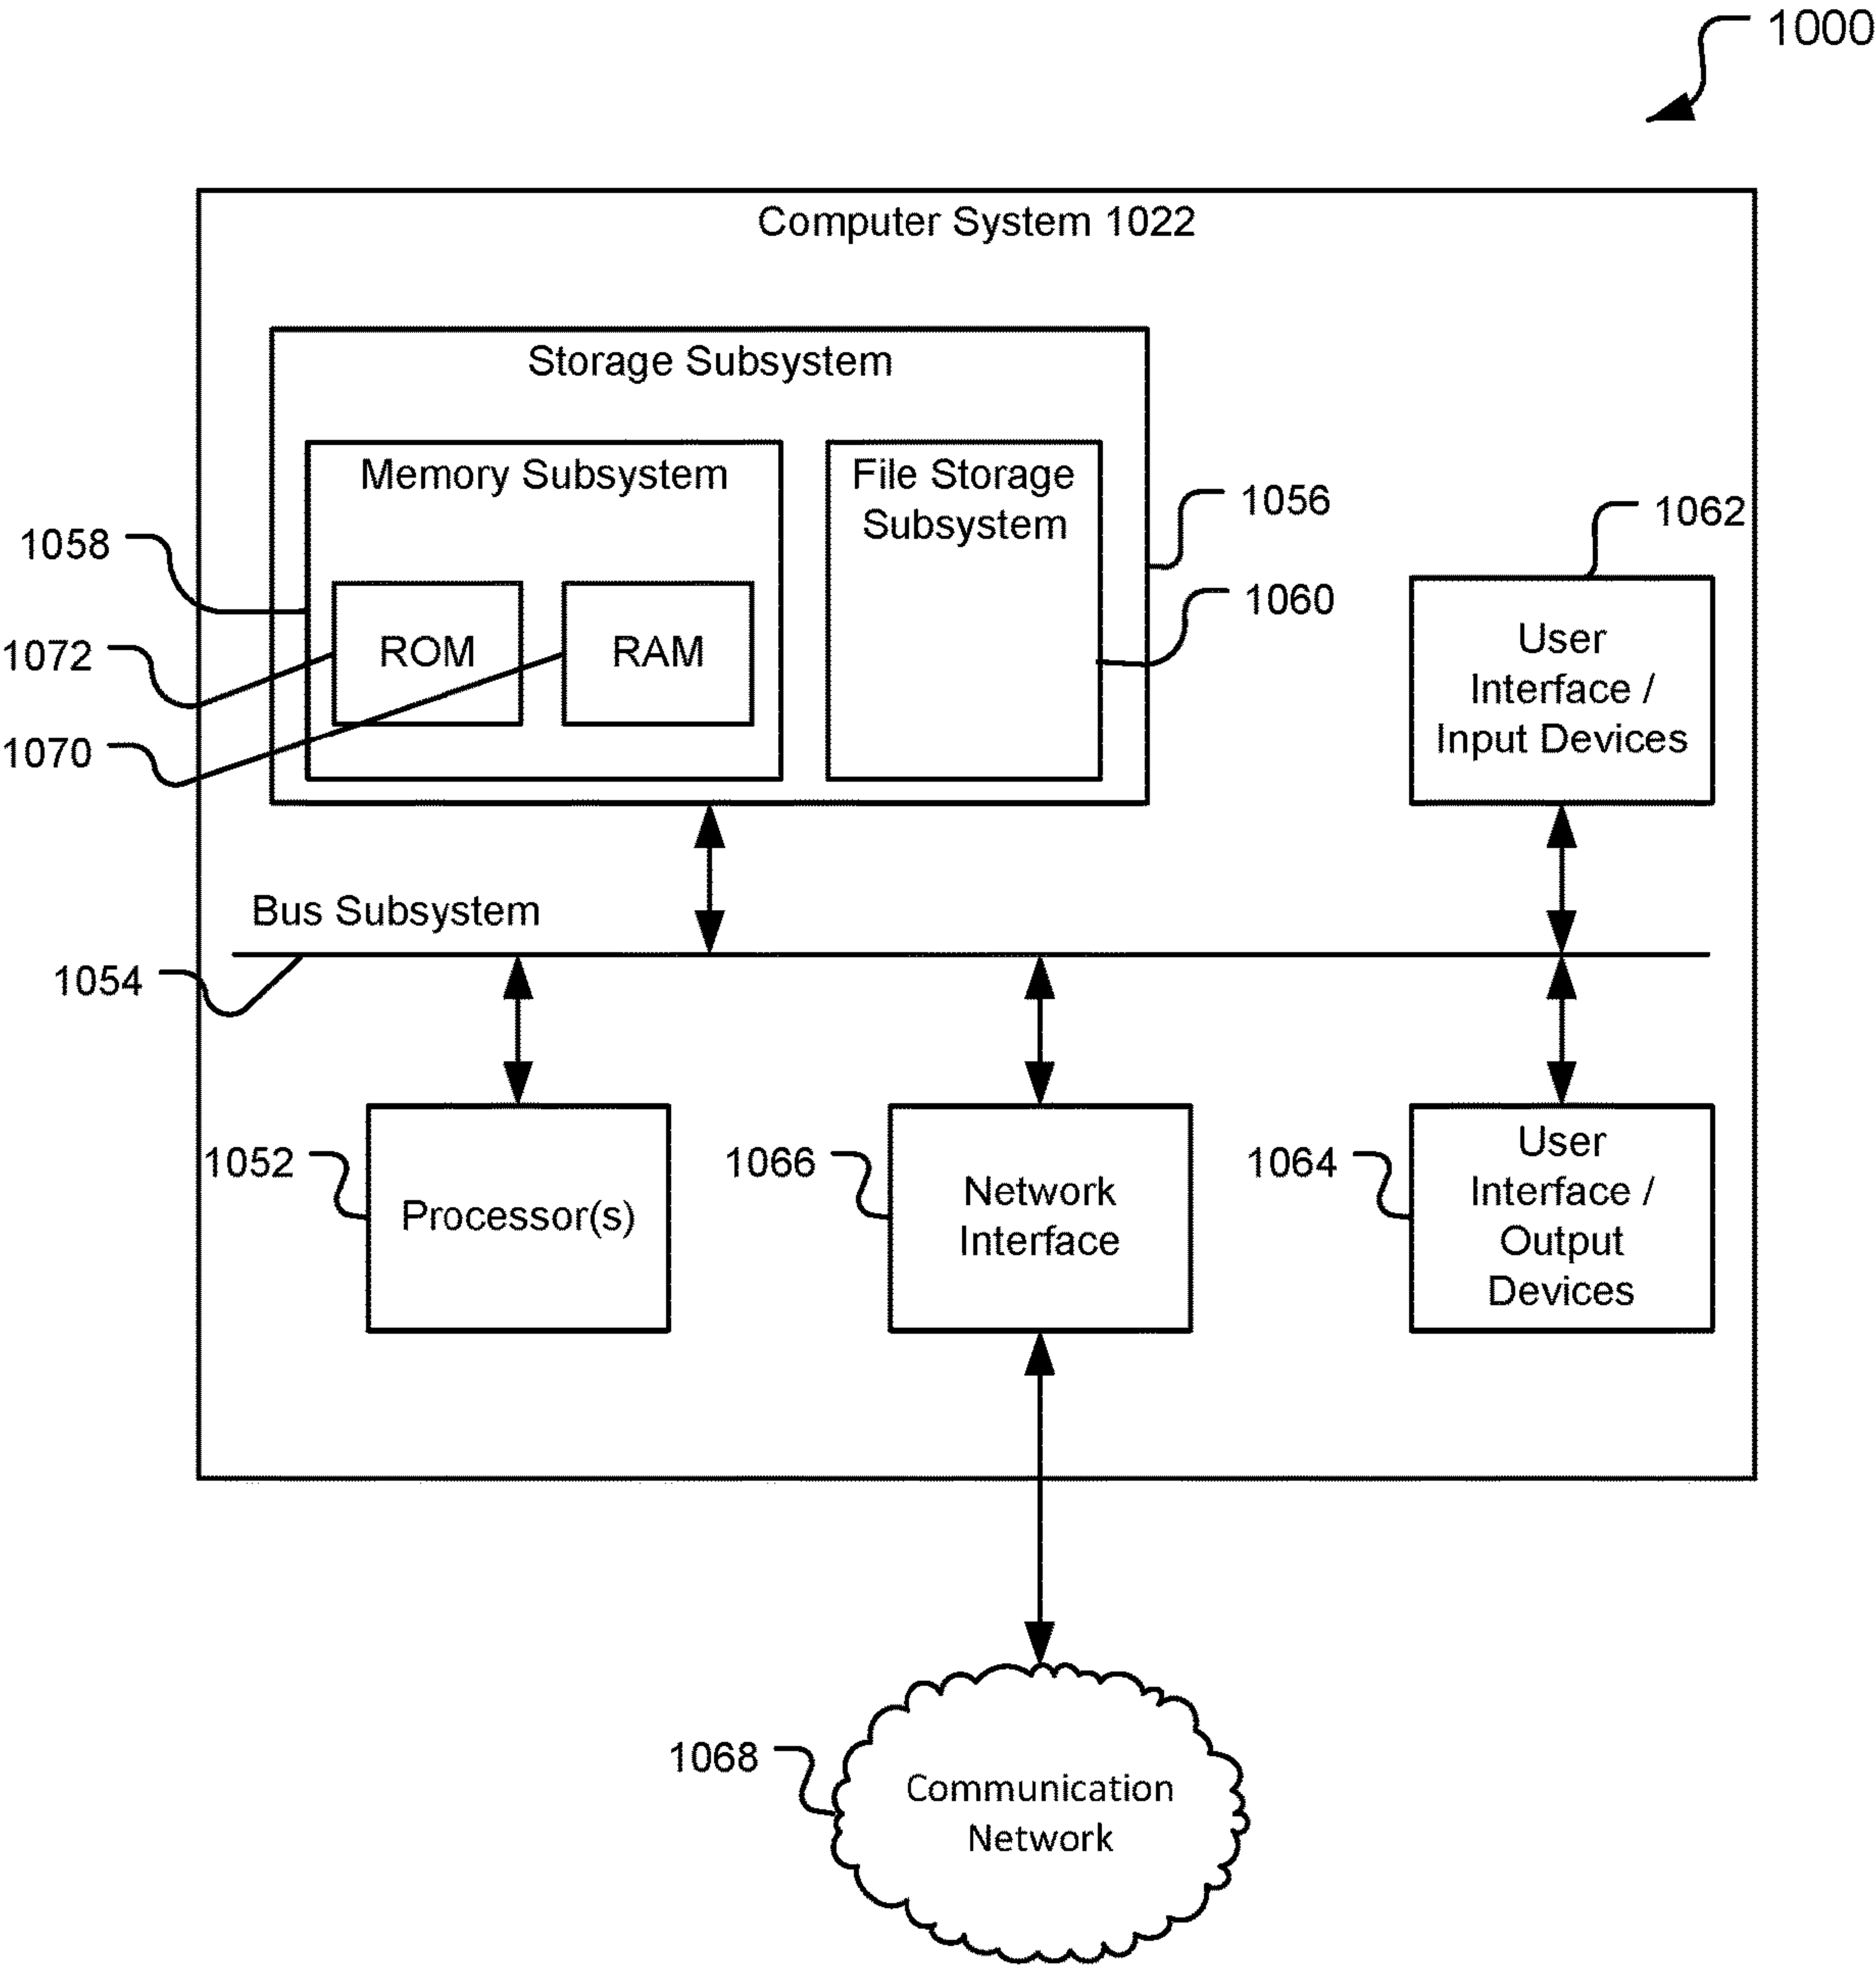 1000
Computer System 1022
Storage Subsystem
Memory Subsystem
File Storage
Subsystem
1056
1062
1058
1060
ROM
RAM
1072
1070
User
Interface /
Input Devices
Bus Subsystem
1054
1052
Processor(s)
1066
Network
Interface
1064
User
Interface /
Output
Devices
1068
Communication
Network